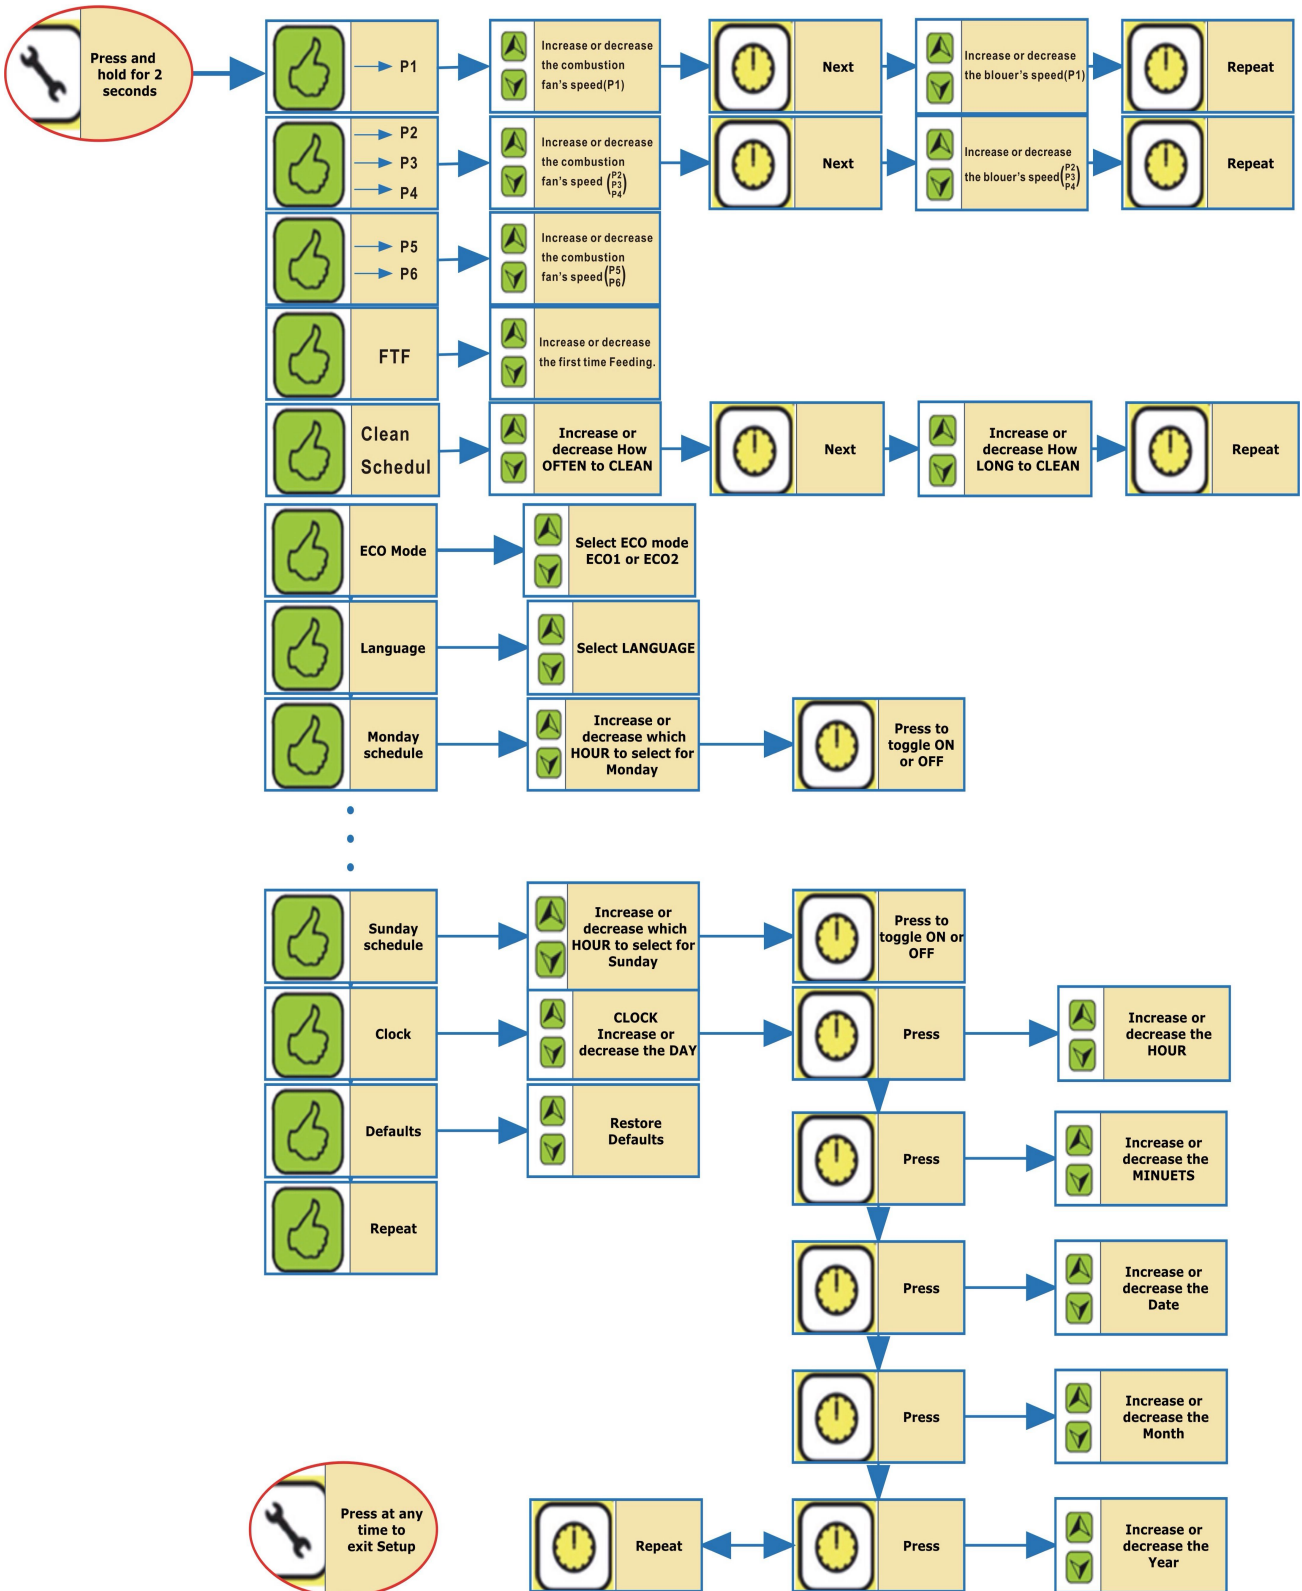 Press and
hold for 2
seconds
P1
Increase or decrease
the combustion
fan's speed(P1)
Next
Increase or decrease
the blouer's speed(P1)
Repeat
P2
P3
P4
Increase or decrease
the combustion
fan's speed (P2 P3 P4)
Next
Increase or decrease
the blouer's speed(P2 P3 P4)
Repeat
P5
P6
Increase or decrease
the combustion
fan's speed(P5 P6)
FTF
Increase or decrease
the first time Feeding.
Clean
Schedul
Increase or
decrease How
OFTEN to CLEAN
Next
Increase or
decrease How
LONG to CLEAN
Repeat
ECO Mode
Select ECO mode
ECO1 or ECO2
Language
Select LANGUAGE
Monday
schedule
Increase or
decrease which
HOUR to select for
Monday
Press to
toggle ON
or OFF
Sunday
schedule
Increase or
decrease which
HOUR to select for
Sunday
Press to
toggle ON or
OFF
Clock
CLOCK
Increase or
decrease the DAY
Press
Increase or
decrease the
HOUR
Defaults
Restore
Defaults
Press
Increase or
decrease the
MINUETS
Repeat
Press
Increase or
decrease the
Date
Press
Increase or
decrease the
Month
Press at any
time to
exit Setup
Repeat
Press
Increase or
decrease the
Year